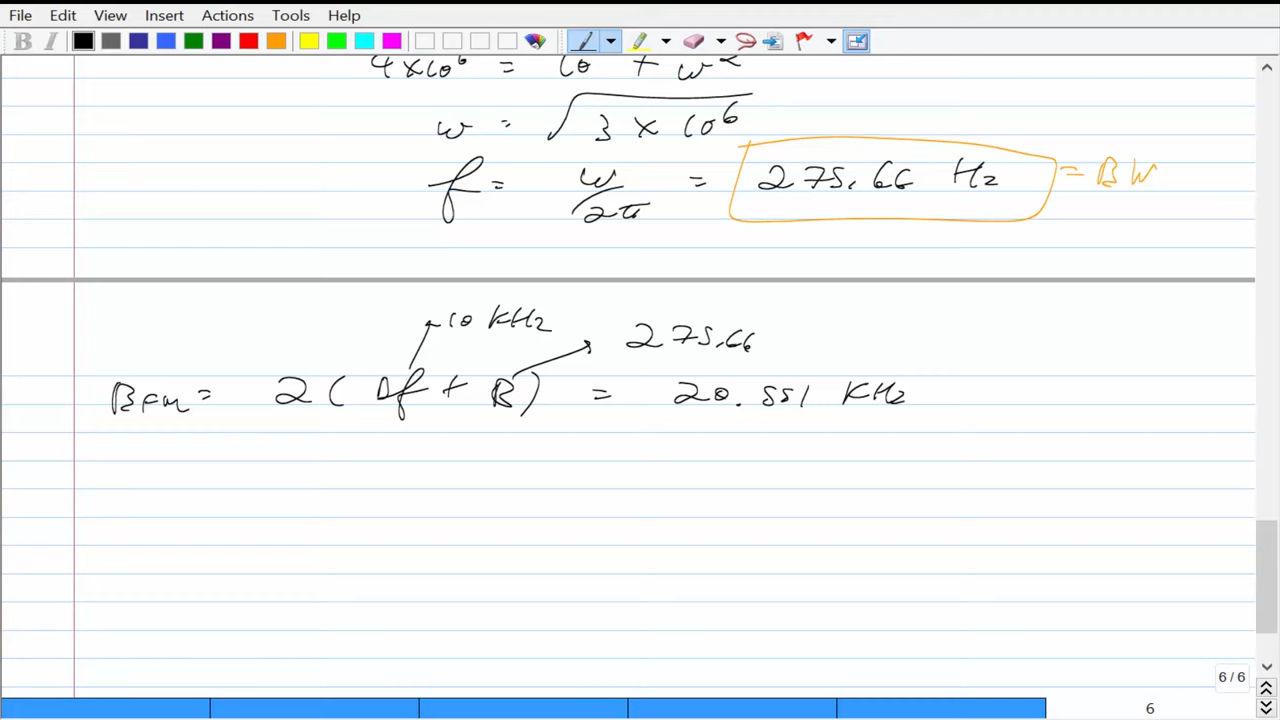 File Edit View Insert Actions Tools Help
B I
4×10⁶ = 10 + w²
w = √3 × 10⁶
f = w/2π = 275.66 Hz = BW
10 KHz
275.66
BFM = 2(Δf + B) = 20.551 KHz
6 / 6
6